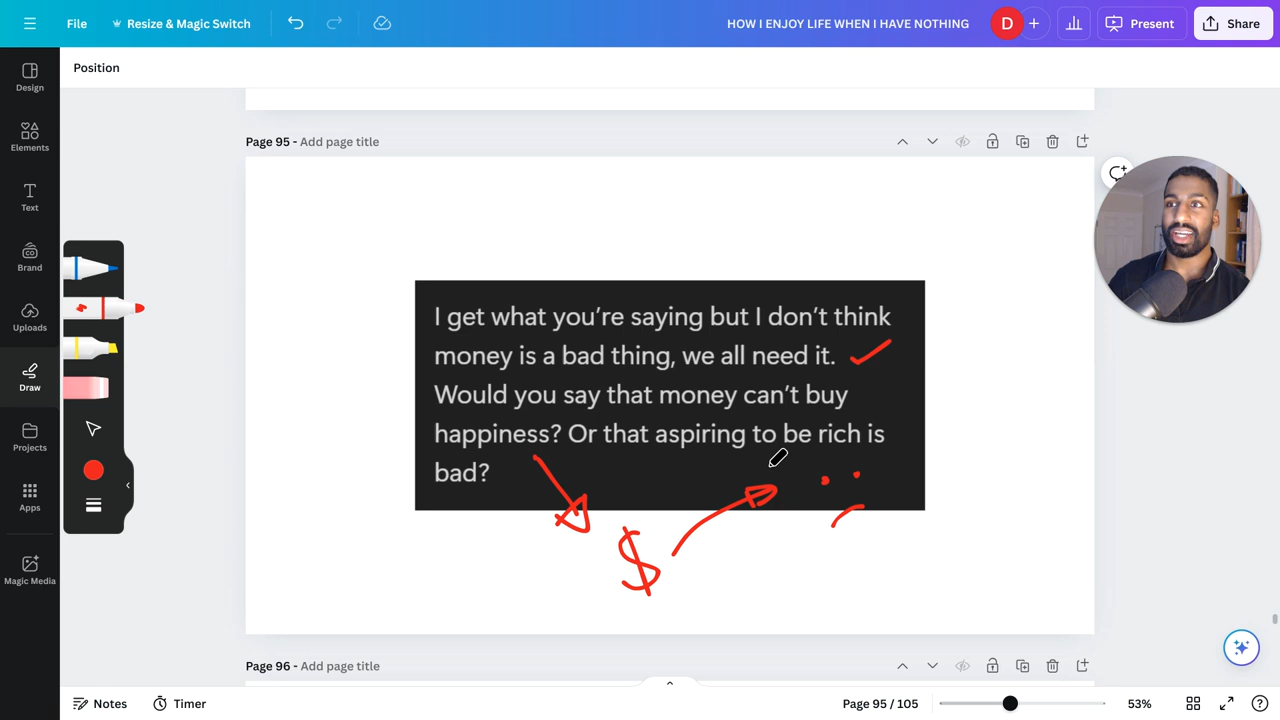 File
Resize & Magic Switch
HOW I ENJOY LIFE WHEN I HAVE NOTHING
D
+
Present
Share
Design
Position
Elements
Page 95 - Add page title
Text
Brand
Uploads
Draw
Projects
Apps
Magic Media
I get what you’re saying but I don’t think
money is a bad thing, we all need it.
Would you say that money can’t buy
happiness? Or that aspiring to be rich is
bad?
$
Page 96 - Add page title
Notes
Timer
Page 95 / 105
53%
?